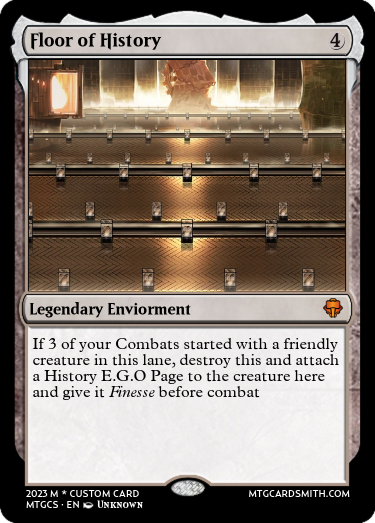 Floor of History
4
Legendary Enviorment
If 3 of your Combats started with a friendly
creature in this lane, destroy this and attach
a History E.G.O Page to the creature here
and give it Finesse before combat
2023 M * CUSTOM CARD
MTGCS · EN Unknown
MTGCARDSMITH.COM